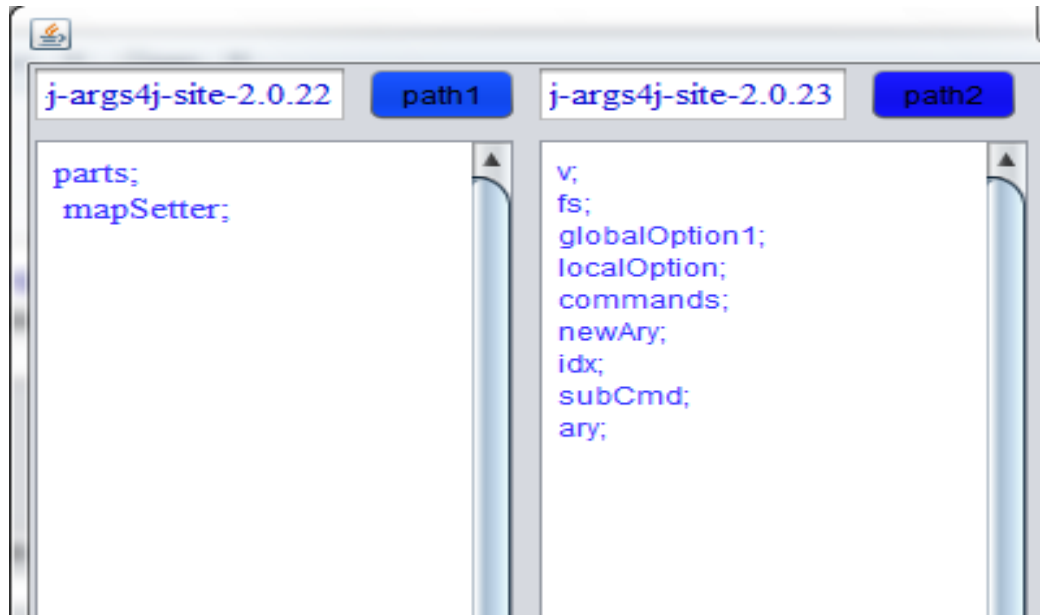 j-args4j-site-2.0.22 path1 j-args4j-site-2.0.23 path2
parts;
mapSetter;
v;
fs;
globalOption1;
localOption;
commands;
newAry;
idx;
subCmd;
ary;